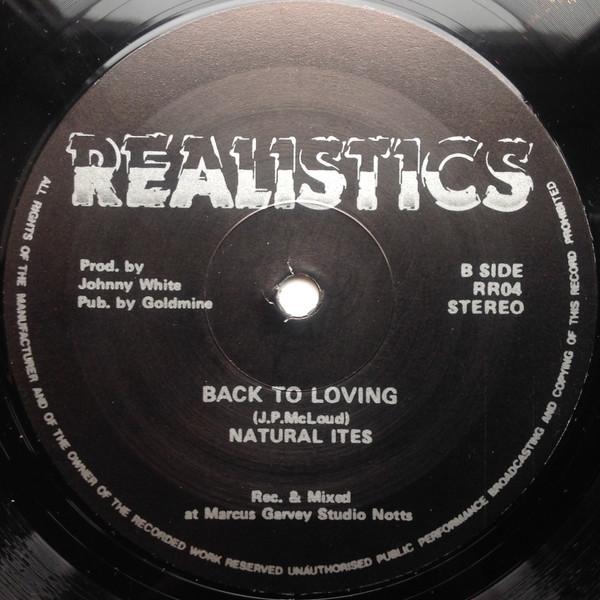 REALISTICS
Prod. by
Johnny White
Pub. by Goldmine
B SIDE
RR04
STEREO
BACK TO LOVING
(J.P.McLoud)
NATURAL ITES
Rec. & Mixed
at Marcus Garvey Studio Notts
ALL RIGHTS OF THE MANUFACTURER AND OF THE OWNER OF THE RECORDED WORK RESERVED UNAUTHORISED PUBLIC PERFORMANCE BROADCASTING AND COPYING OF THIS RECORD PROHIBITED